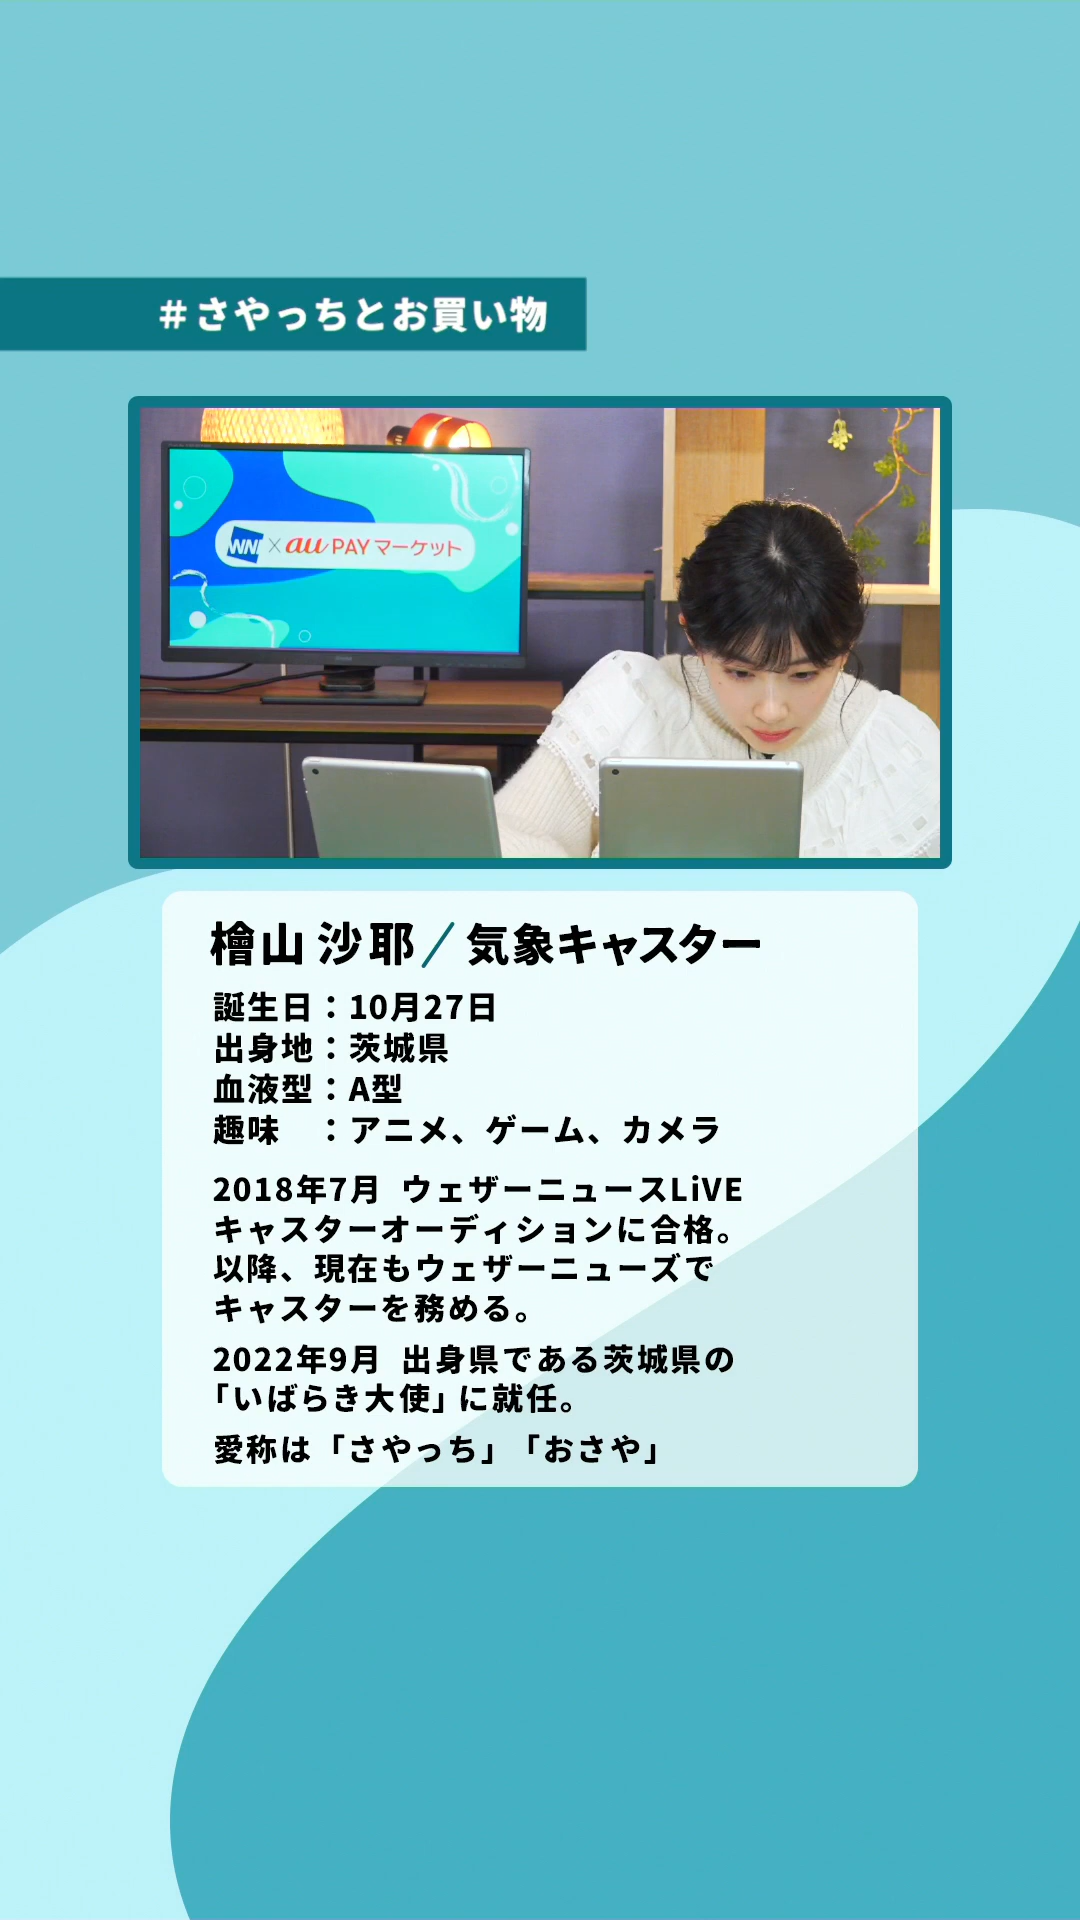 #さやっちとお買い物
WNI × au PAY マーケット
檜山 沙耶／気象キャスター
誕生日：10月27日
出身地：茨城県
血液型：A型
趣味　：アニメ、ゲーム、カメラ
2018年7月 ウェザーニュースLiVE
キャスターオーディションに合格。
以降、現在もウェザーニューズで
キャスターを務める。
2022年9月 出身県である茨城県の
「いばらき大使」に就任。
愛称は「さやっち」「おさや」